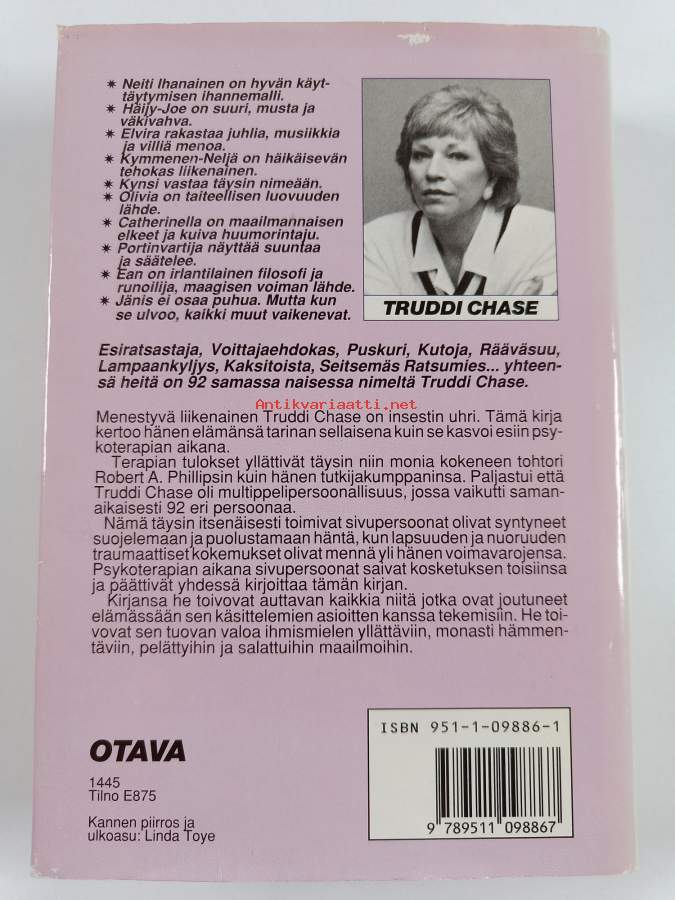 ✷ Neiti Ihanainen on hyvän käyt-
täytymisen ihannemalli.
✷ Häijy-Joe on suuri, musta ja
väkivahva.
✷ Elvira rakastaa juhlia, musiikkia
ja villiä menoa.
✷ Kymmenen-Neljä on häikäisevän
tehokas liikenainen.
✷ Kynsi vastaa täysin nimeään.
✷ Olivia on taiteellisen luovuuden
lähde.
✷ Catherinella on maailmannaisen
elkeet ja kuiva huumorintaju.
✷ Portinvartija näyttää suuntaa
ja säätelee.
✷ Ean on irlantilainen filosofi ja
runoilija, maagisen voiman lähde.
✷ Jänis ei osaa puhua. Mutta kun
se ulvoo, kaikki muut vaikenevat.
TRUDDI CHASE
Esiratsastaja, Voittajaehdokas, Puskuri, Kutoja, Rääväsuu,
Lampaankyljys, Kaksitoista, Seitsemäs Ratsumies... yhteen-
sä heitä on 92 samassa naisessa nimeltä Truddi Chase.
Antikvariaatti.net
Menestyvä liikenainen Truddi Chase on insestin uhri. Tämä kirja
kertoo hänen elämänsä tarinan sellaisena kuin se kasvoi esiin psy-
koterapian aikana.
Terapian tulokset yllättivät täysin niin monia kokeneen tohtori
Robert A. Phillipsin kuin hänen tutkijakumppaninsa. Paljastui että
Truddi Chase oli multippelipersoonallisuus, jossa vaikutti saman-
aikaisesti 92 eri persoonaa.
Nämä täysin itsenäisesti toimivat sivupersoonat olivat syntyneet
suojelemaan ja puolustamaan häntä, kun lapsuuden ja nuoruuden
traumaattiset kokemukset olivat mennä yli hänen voimavarojensa.
Psykoterapian aikana sivupersoonat saivat kosketuksen toisiinsa
ja päättivät yhdessä kirjoittaa tämän kirjan.
Kirjansa he toivovat auttavan kaikkia niitä jotka ovat joutuneet
elämässään sen käsittelemien asioitten kanssa tekemisiin. He toi-
vovat sen tuovan valoa ihmismielen yllättäviin, monasti hämmen-
täviin, pelättyihin ja salattuihin maailmoihin.
OTAVA
1445
Tilno E875
Kannen piirros ja
ulkoasu: Linda Toye
ISBN 951-1-09886-1
9 789511 098867